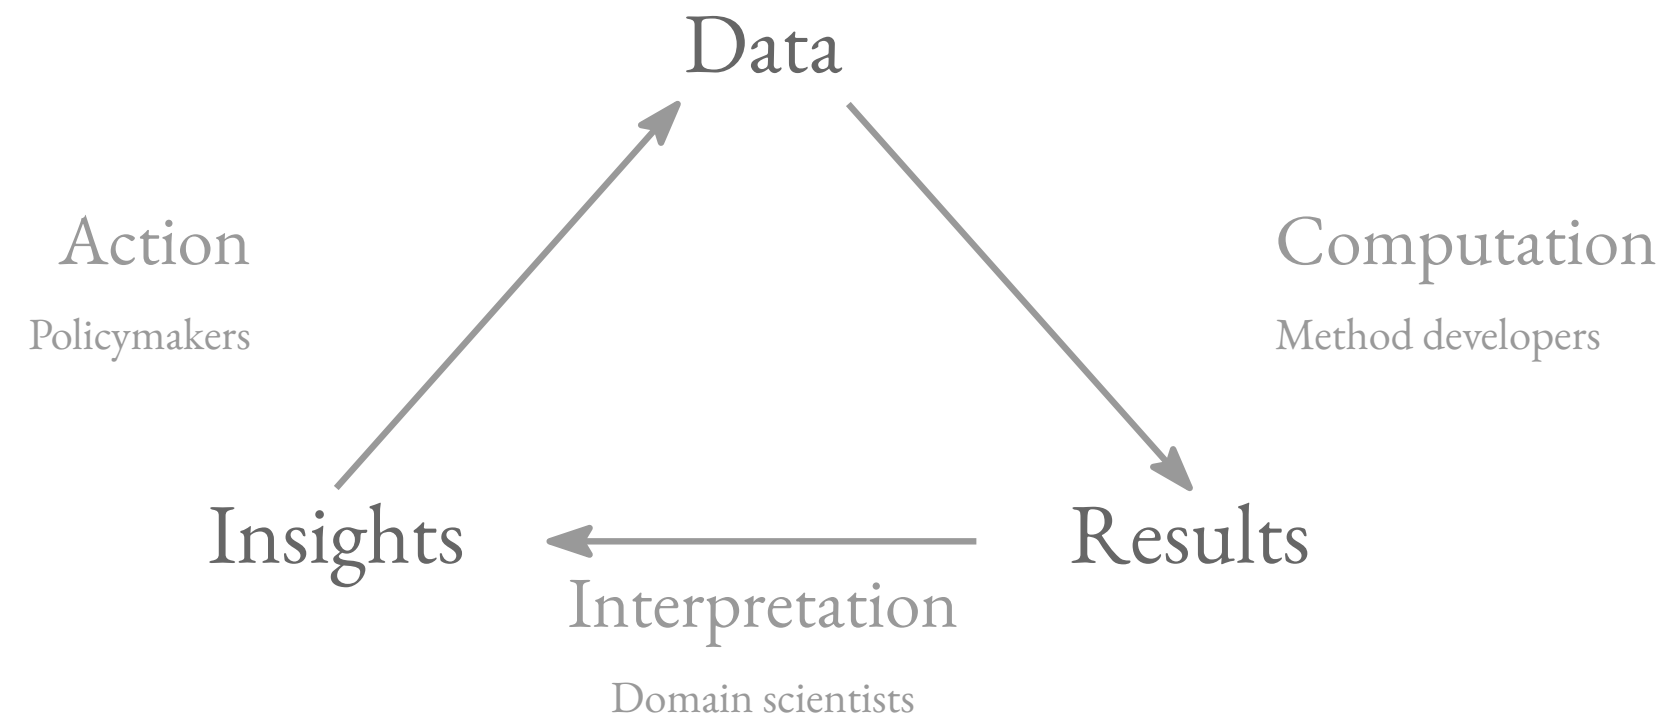 Data
Action
Computation
Policymakers
Method developers
Insights
Results
Interpretation
Domain scientists